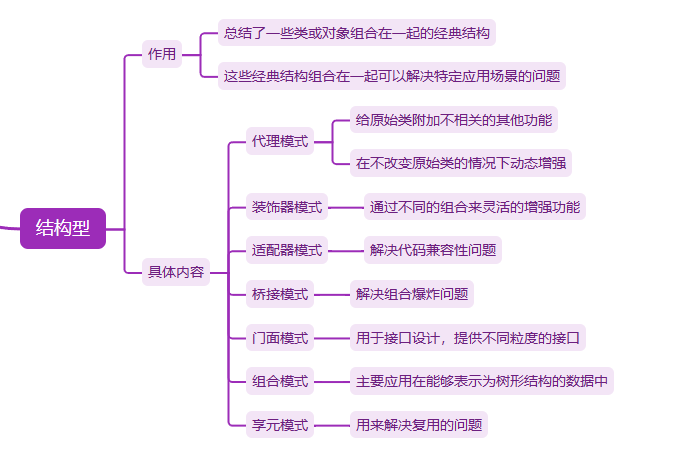 结构型
作用
总结了一些类或对象组合在一起的经典结构
这些经典结构组合在一起可以解决特定应用场景的问题
具体内容
代理模式
给原始类附加不相关的其他功能
在不改变原始类的情况下动态增强
装饰器模式
通过不同的组合来灵活的增强功能
适配器模式
解决代码兼容性问题
桥接模式
解决组合爆炸问题
门面模式
用于接口设计，提供不同粒度的接口
组合模式
主要应用在能够表示为树形结构的数据中
享元模式
用来解决复用的问题